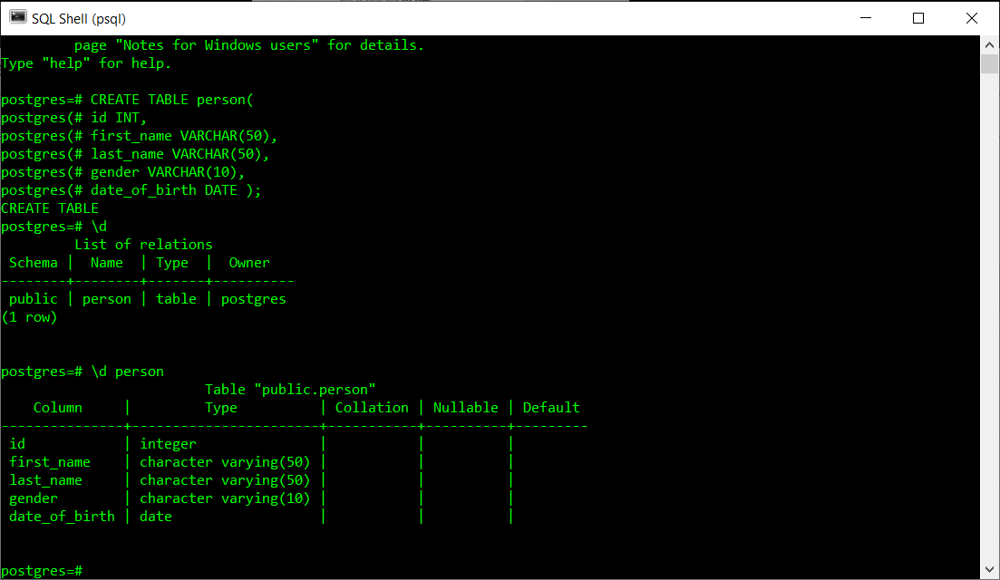 SQL Shell (psql)
         page "Notes for Windows users" for details.
Type "help" for help.

postgres=# CREATE TABLE person(
postgres(# id INT,
postgres(# first_name VARCHAR(50),
postgres(# last_name VARCHAR(50),
postgres(# gender VARCHAR(10),
postgres(# date_of_birth DATE );
CREATE TABLE
postgres=# \d
         List of relations
 Schema |  Name  | Type  |  Owner
--------+--------+-------+----------
 public | person | table | postgres
(1 row)


postgres=# \d person
                         Table "public.person"
    Column     |         Type          | Collation | Nullable | Default
---------------+-----------------------+-----------+----------+---------
 id            | integer               |           |          |
 first_name    | character varying(50) |           |          |
 last_name     | character varying(50) |           |          |
 gender        | character varying(10) |           |          |
 date_of_birth | date                  |           |          |


postgres=#